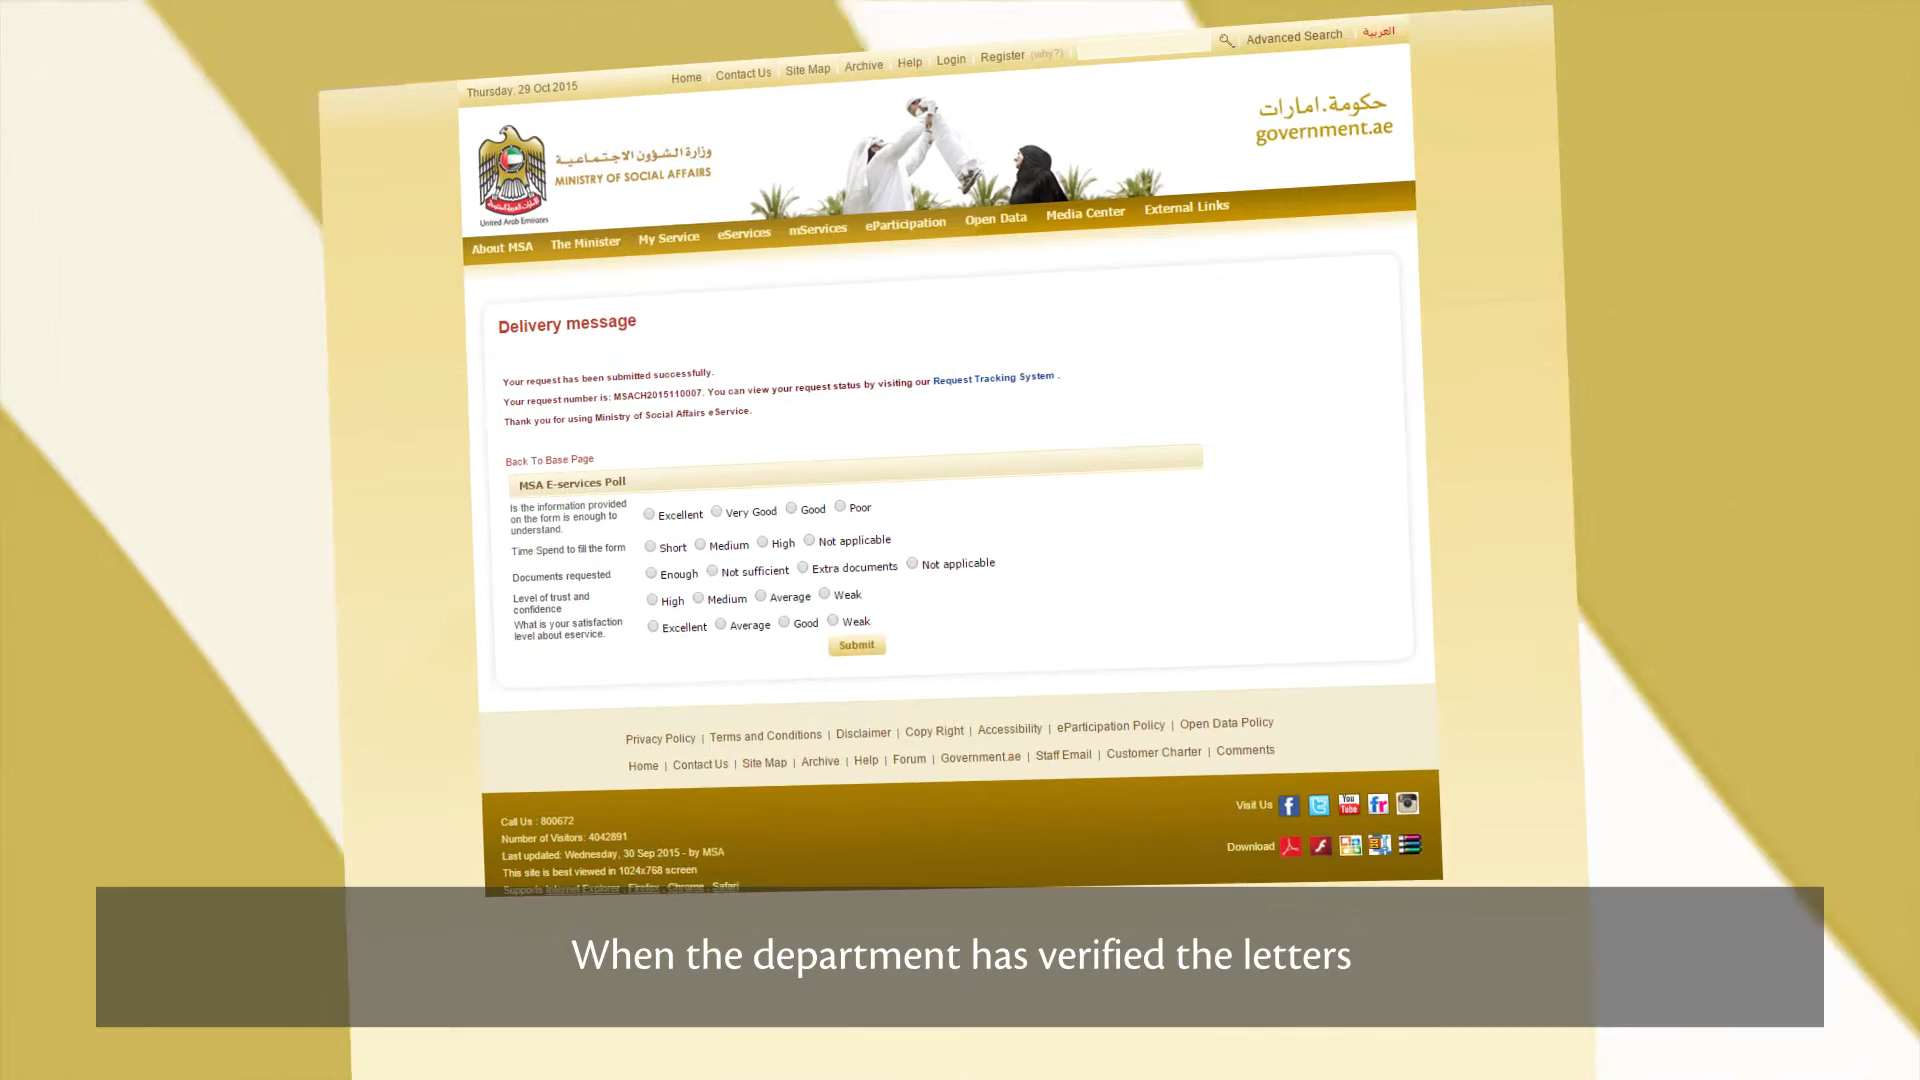 Thursday, 29 Oct 2015
Home | Contact Us | Site Map | Archive | Help | Login | Register (why?) | Advanced Search | العربية
وزارة الشؤون الاجتماعية
MINISTRY OF SOCIAL AFFAIRS
United Arab Emirates
حكومة.امارات
government.ae
About MSA The Minister My Service eServices mServices eParticipation Open Data Media Center External Links
Delivery message
Your request has been submitted successfully.
Your request number is: MSACH2015110007. You can view your request status by visiting our Request Tracking System .
Thank you for using Ministry of Social Affairs eService.
Back To Base Page
MSA E-services Poll
Is the information provided
on the form is enough to
understand.
Excellent Very Good Good Poor
Time Spend to fill the form Short Medium High Not applicable
Documents requested Enough Not sufficient Extra documents Not applicable
Level of trust and
confidence
High Medium Average Weak
What is your satisfaction
level about eservice.
Excellent Average Good Weak
Submit
Privacy Policy | Terms and Conditions | Disclaimer | Copy Right | Accessibility | eParticipation Policy | Open Data Policy
Home | Contact Us | Site Map | Archive | Help | Forum | Government.ae | Staff Email | Customer Charter | Comments
Call Us : 800672
Number of Visitors: 4042891
Last updated: Wednesday, 30 Sep 2015 - by MSA
This site is best viewed in 1024x768 screen
Supports Internet Explorer , Firefox , Chrome , Safari
Visit Us
You Tube
Download
When the department has verified the letters